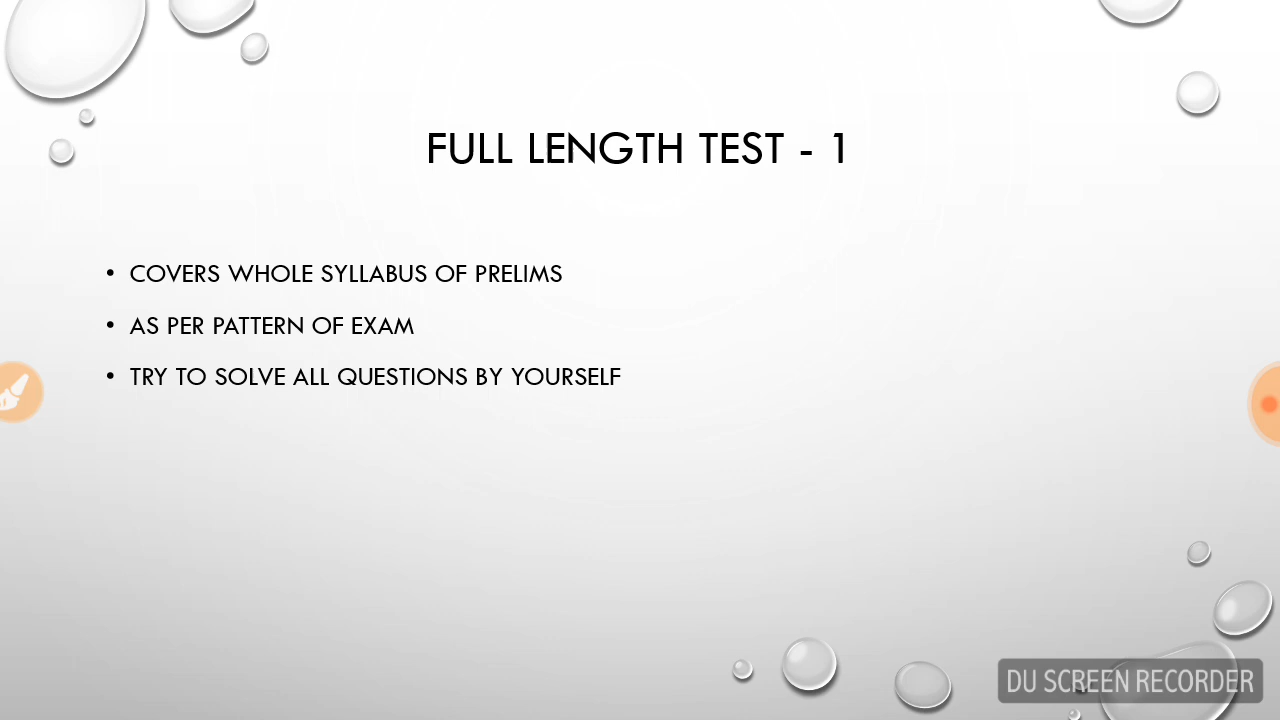 FULL LENGTH TEST - 1
• COVERS WHOLE SYLLABUS OF PRELIMS
• AS PER PATTERN OF EXAM
• TRY TO SOLVE ALL QUESTIONS BY YOURSELF
DU SCREEN RECORDER